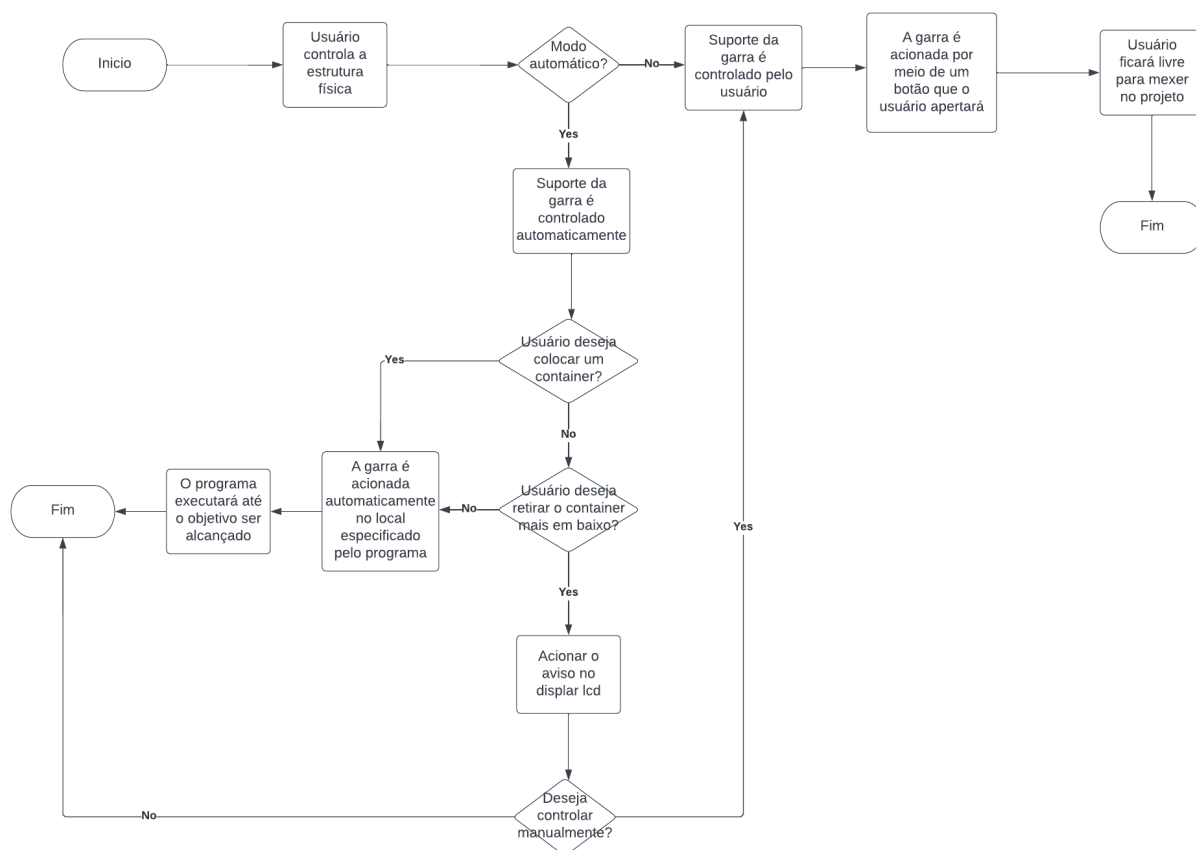 Inicio
Usuário
controla a
estrutura
física
Modo
automático?
No
Suporte da
garra é
controlado pelo
usuário
A garra é
acionada por
meio de um
botão que o
usuário apertará
Usuário
ficará livre
para mexer
no projeto
Yes
Suporte da
garra é
controlado
automaticamente
Fim
Usuário deseja
colocar um
container?
Yes
No
A garra é
acionada
automaticamente
no local
especificado
pelo programa
Usuário deseja
retirar o container
mais em baixo?
No
O programa
executará até
o objetivo ser
alcançado
Fim
Yes
Yes
Acionar o
aviso no
displar lcd
Deseja
controlar
manualmente?
No